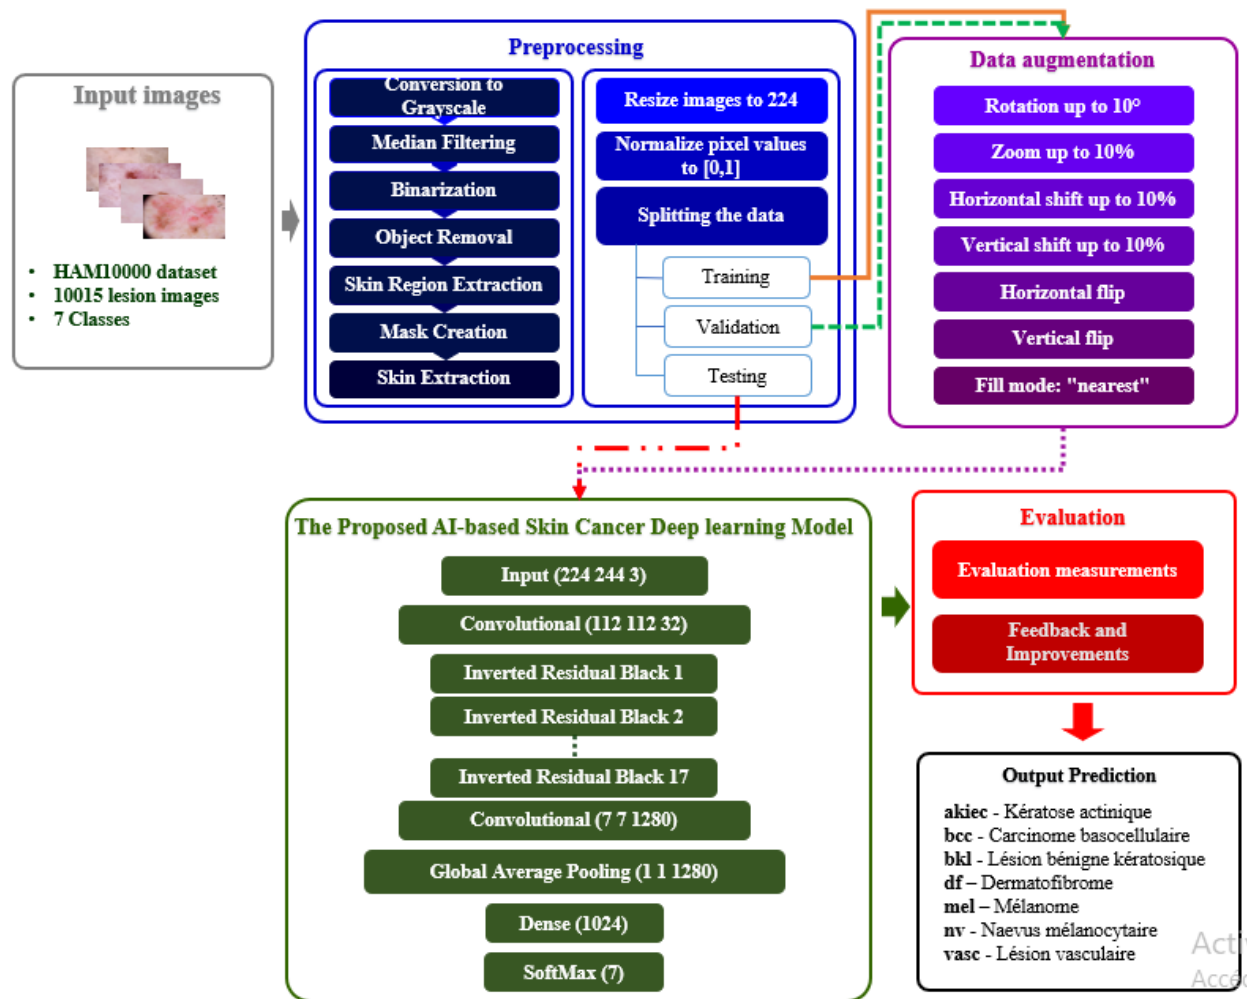 Input images
• HAM10000 dataset
• 10015 lesion images
• 7 Classes
Preprocessing
Conversion to
Grayscale
Median Filtering
Binarization
Object Removal
Skin Region Extraction
Mask Creation
Skin Extraction
Resize images to 224
Normalize pixel values
to [0,1]
Splitting the data
Training
Validation
Testing
Data augmentation
Rotation up to 10°
Zoom up to 10%
Horizontal shift up to 10%
Vertical shift up to 10%
Horizontal flip
Vertical flip
Fill mode: "nearest"
The Proposed AI-based Skin Cancer Deep learning Model
Input (224 244 3)
Convolutional (112 112 32)
Inverted Residual Black 1
Inverted Residual Black 2
Inverted Residual Black 17
Convolutional (7 7 1280)
Global Average Pooling (1 1 1280)
Dense (1024)
SoftMax (7)
Evaluation
Evaluation measurements
Feedback and
Improvements
Output Prediction
akiec - Kératose actinique
bcc - Carcinome basocellulaire
bkl - Lésion bénigne kératosique
df – Dermatofibrome
mel – Mélanome
nv - Naevus mélanocytaire
vasc - Lésion vasculaire